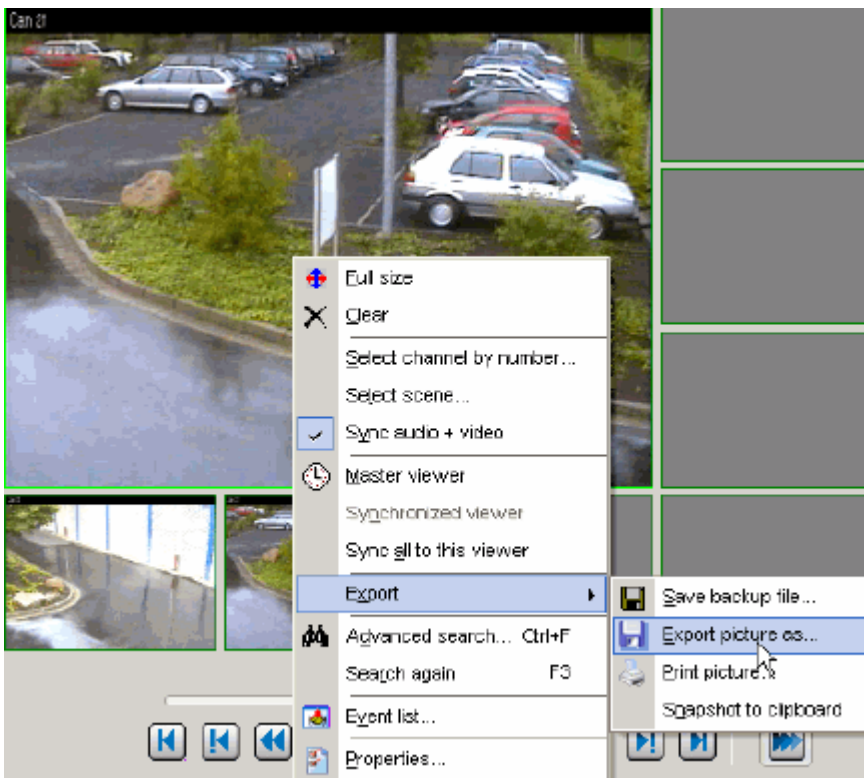 Full size
Clear
Select channel by number...
Select scene...
Sync audio + video
Master viewer
Synchronized viewer
Sync all to this viewer
Export
Save backup file...
Export picture as...
Print picture...
Snapshot to clipboard
Advanced search... Ctrl+F
Search again F3
Event list...
Properties...